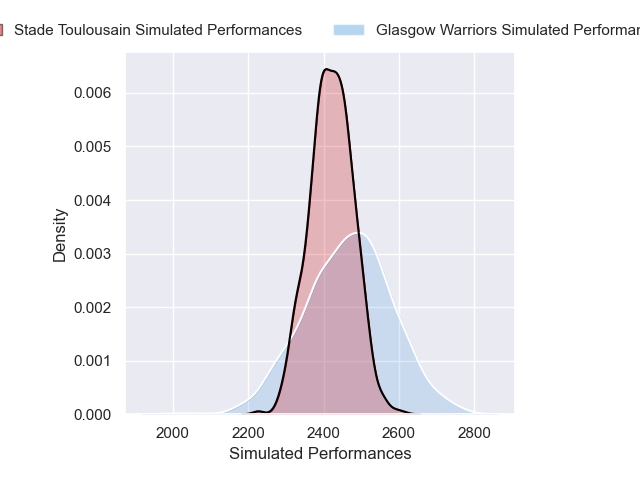 Stade Toulousain Simulated Performances
Glasgow Warriors Simulated
0.006
0.005
0.004
0.003
0.002
0.001
0.000
Density
2000 2200 2400 2600 2800
Simulated Performances